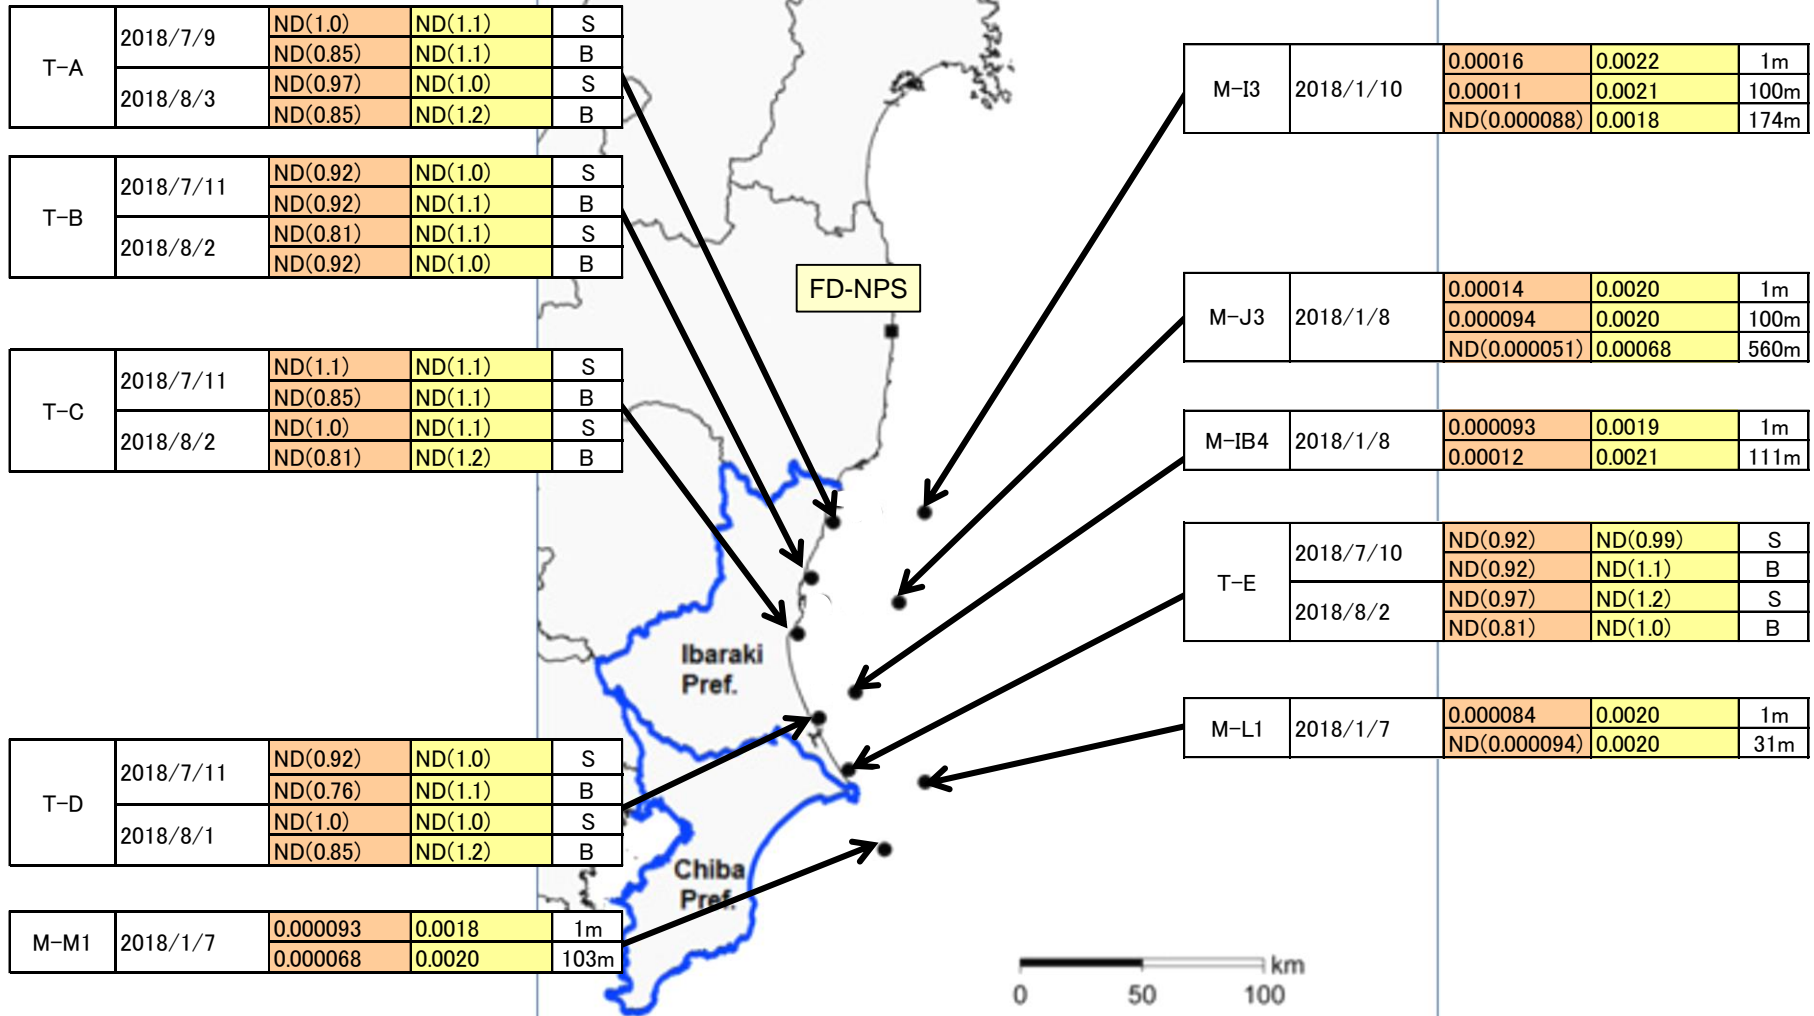 T-A 2018/7/9 ND(1.0) ND(1.1) S
ND(0.85) ND(1.1) B
2018/8/3 ND(0.97) ND(1.0) S
ND(0.85) ND(1.2) B
T-B 2018/7/11 ND(0.92) ND(1.0) S
ND(0.92) ND(1.1) B
2018/8/2 ND(0.81) ND(1.1) S
ND(0.92) ND(1.0) B
T-C 2018/7/11 ND(1.1) ND(1.1) S
ND(0.85) ND(1.1) B
2018/8/2 ND(1.0) ND(1.1) S
ND(0.81) ND(1.2) B
T-D 2018/7/11 ND(0.92) ND(1.0) S
ND(0.76) ND(1.1) B
2018/8/1 ND(1.0) ND(1.0) S
ND(0.85) ND(1.2) B
M-M1 2018/1/7 0.000093 0.0018 1m
0.000068 0.0020 103m
FD-NPS
Ibaraki
Pref.
Chiba
Pref.
M-I3 2018/1/10 0.00016 0.0022 1m
0.00011 0.0021 100m
ND(0.000088) 0.0018 174m
M-J3 2018/1/8 0.00014 0.0020 1m
0.000094 0.0020 100m
ND(0.000051) 0.00068 560m
M-IB4 2018/1/8 0.000093 0.0019 1m
0.00012 0.0021 111m
T-E 2018/7/10 ND(0.92) ND(0.99) S
ND(0.92) ND(1.1) B
2018/8/2 ND(0.97) ND(1.2) S
ND(0.81) ND(1.0) B
M-L1 2018/1/7 0.000084 0.0020 1m
ND(0.000094) 0.0020 31m
km
0 50 100